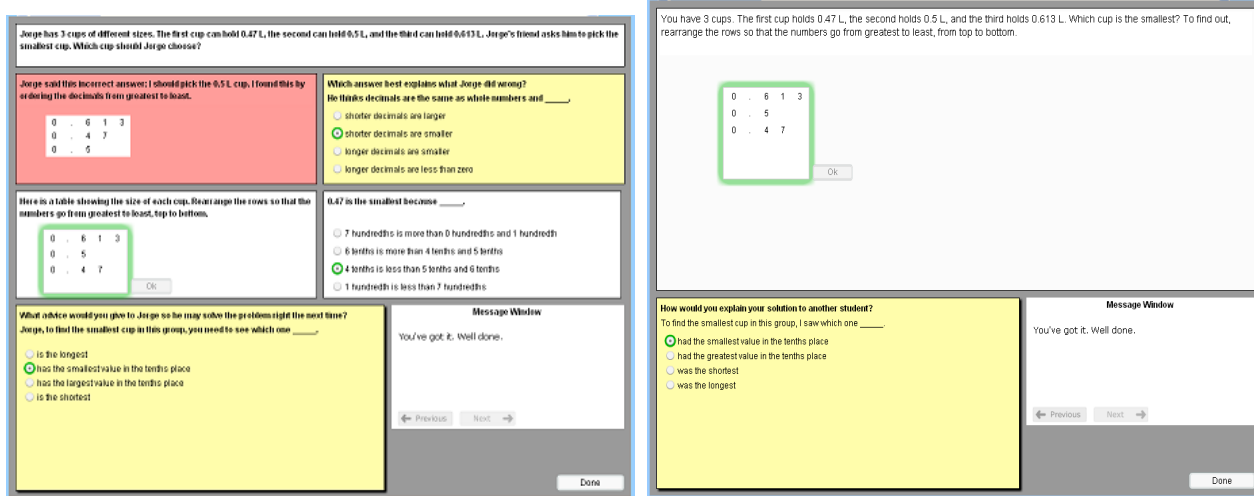 Jorge has 3 cups of different sizes. The first cup can hold 0.47 L, the second can hold 0.5 L, and the third can hold 0.613 L. Jorge's friend asks him to pick the
smallest cup. Which cup should Jorge choose?
Jorge said this incorrect answer: I should pick the 0.5 L cup. I found this by
ordering the decimals from greatest to least.
0 . 6 1 3
0 . 4 7
0 . 5
Which answer best explains what Jorge did wrong?
He thinks decimals are the same as whole numbers and _____.
shorter decimals are larger
shorter decimals are smaller
longer decimals are smaller
longer decimals are less than zero
Here is a table showing the size of each cup. Rearrange the rows so that the
numbers go from greatest to least, top to bottom.
0 . 6 1 3
0 . 5
0 . 4 7
Ok
0.47 is the smallest because _____.
7 hundredths is more than 0 hundredths and 1 hundredth
6 tenths is more than 4 tenths and 5 tenths
4 tenths is less than 5 tenths and 6 tenths
1 hundredth is less than 7 hundredths
What advice would you give to Jorge so he may solve the problem right the next time?
Jorge, to find the smallest cup in this group, you need to see which one _____.
is the longest
has the smallest value in the tenths place
has the largest value in the tenths place
is the shortest
Message Window
You've got it. Well done.
Previous Next
Done
You have 3 cups. The first cup holds 0.47 L, the second holds 0.5 L, and the third holds 0.613 L. Which cup is the smallest? To find out,
rearrange the rows so that the numbers go from greatest to least, from top to bottom.
0 . 6 1 3
0 . 5
0 . 4 7
Ok
How would you explain your solution to another student?
To find the smallest cup in this group, I saw which one _____.
had the smallest value in the tenths place
had the greatest value in the tenths place
was the shortest
was the longest
Message Window
You've got it. Well done.
Previous Next
Done